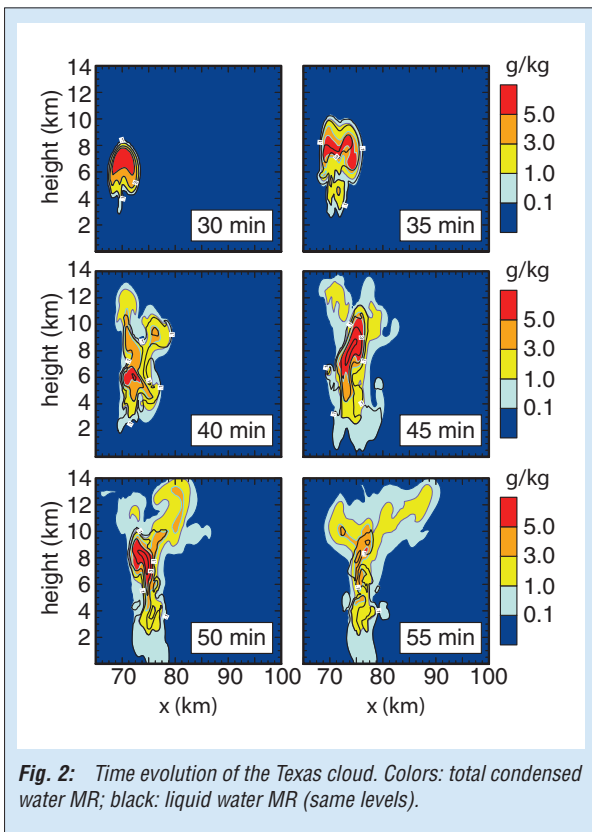 g/kg
g/kg
14
12
10
8
6
4
2
height (km)
30 min
35 min
5.0
3.0
1.0
0.1
14
12
10
8
6
4
2
height (km)
40 min
45 min
5.0
3.0
1.0
0.1
g/kg
14
12
10
8
6
4
2
height (km)
50 min
55 min
5.0
3.0
1.0
0.1
70 80 90 100 70 80 90 100
x (km) x (km)
Fig. 2: Time evolution of the Texas cloud. Colors: total condensed
water MR; black: liquid water MR (same levels).